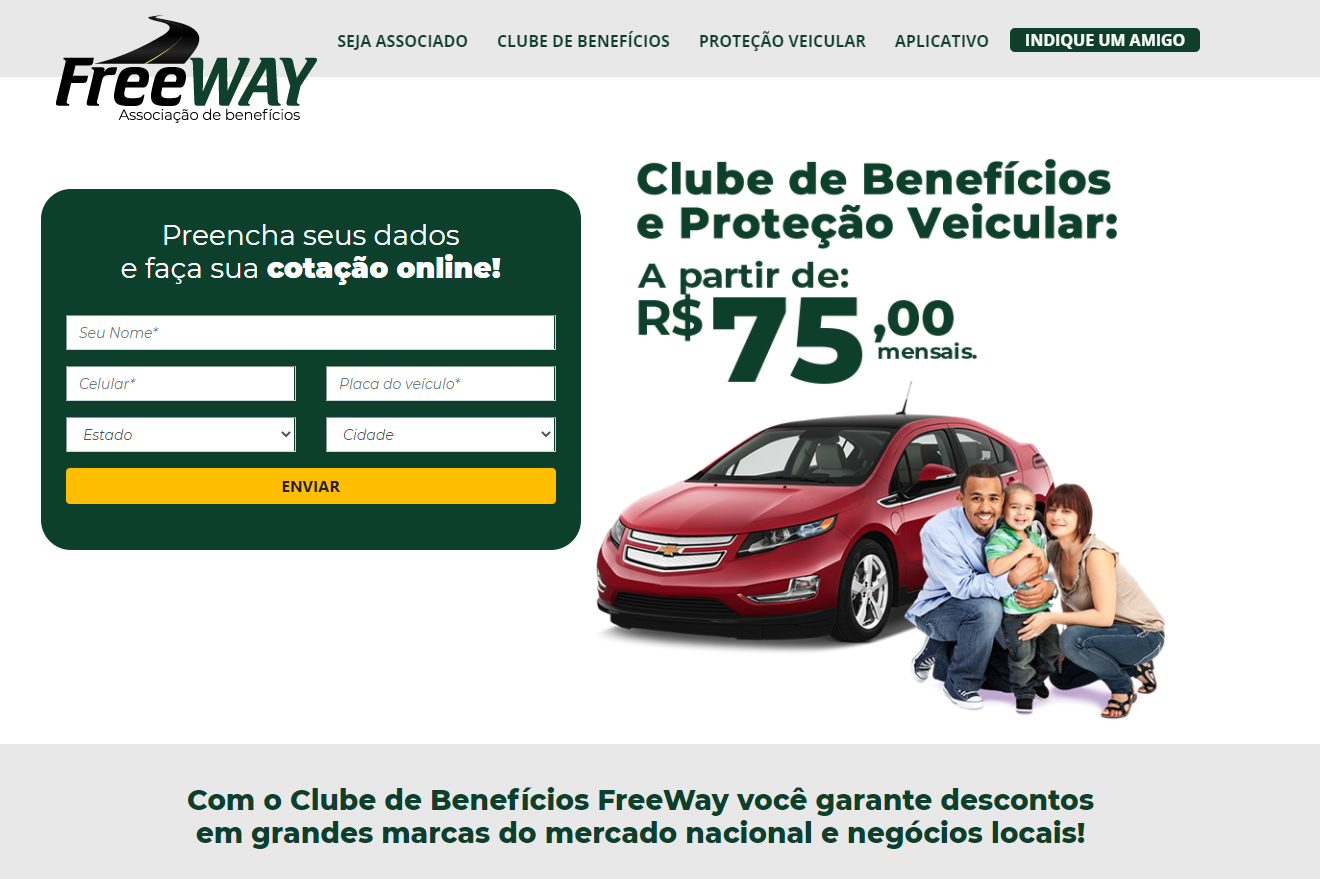 FreeWAY
Associação de benefícios
SEJA ASSOCIADO
CLUBE DE BENEFÍCIOS
PROTEÇÃO VEICULAR
APLICATIVO
INDIQUE UM AMIGO
Preencha seus dados
e faça sua cotação online!
Seu Nome*
Celular*
Placa do veículo*
Estado
Cidade
ENVIAR
Clube de Benefícios
e Proteção Veicular:
A partir de:
R$75,00
mensais.
Com o Clube de Benefícios FreeWay você garante descontos
em grandes marcas do mercado nacional e negócios locais!